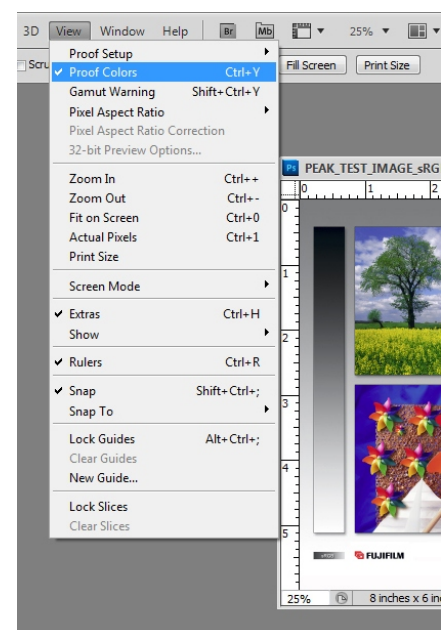 3D View Window Help Br Mb 25%
Scru
Fill Screen Print Size
Proof Setup
Proof Colors Ctrl+Y
Gamut Warning Shift+Ctrl+Y
Pixel Aspect Ratio
Pixel Aspect Ratio Correction
32-bit Preview Options...
Zoom In Ctrl++
Zoom Out Ctrl+-
Fit on Screen Ctrl+0
Actual Pixels Ctrl+1
Print Size
Screen Mode
Extras Ctrl+H
Show
Rulers Ctrl+R
Snap Shift+Ctrl+;
Snap To
Lock Guides Alt+Ctrl+;
Clear Guides
New Guide...
Lock Slices
Clear Slices
Ps PEAK_TEST_IMAGE_sRG
0 1 2
0
1
2
3
4
5
FUJIFILM
25% 8 inches x 6 in